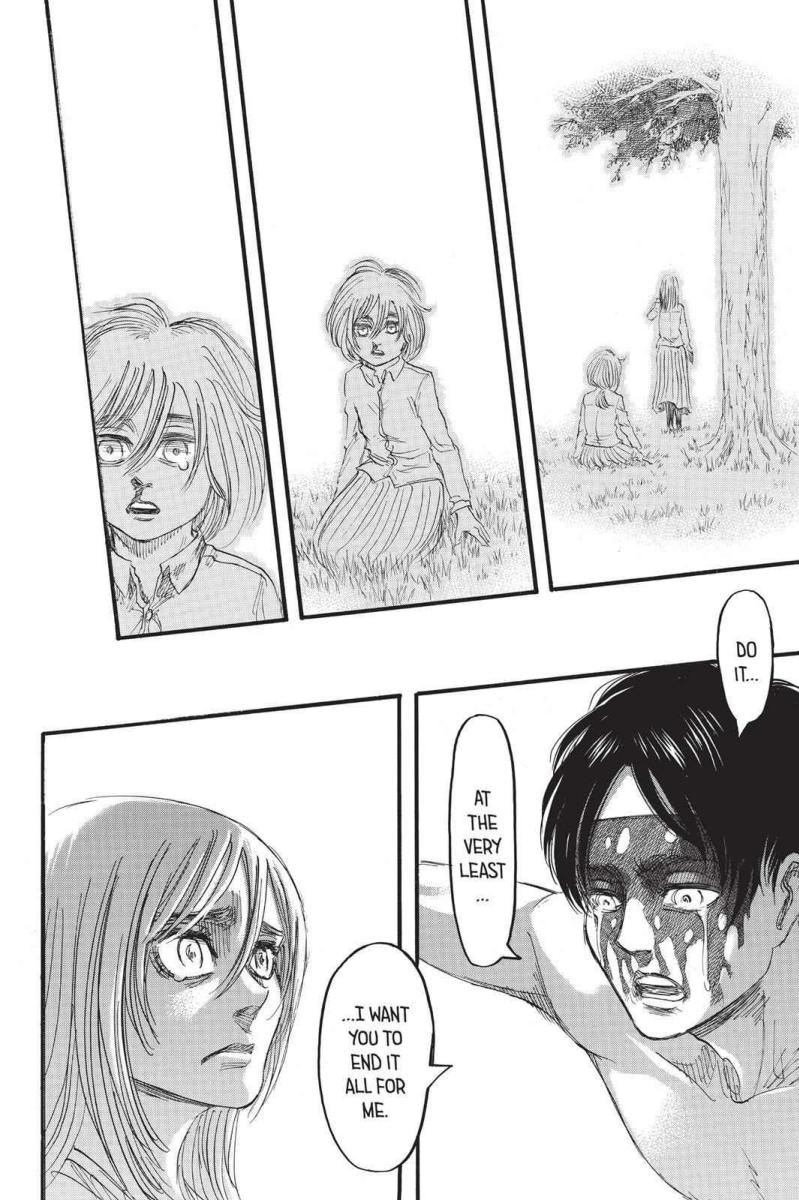 DO
IT...
AT
THE
VERY
LEAST
...
...I WANT
YOU TO
END IT
ALL FOR
ME.